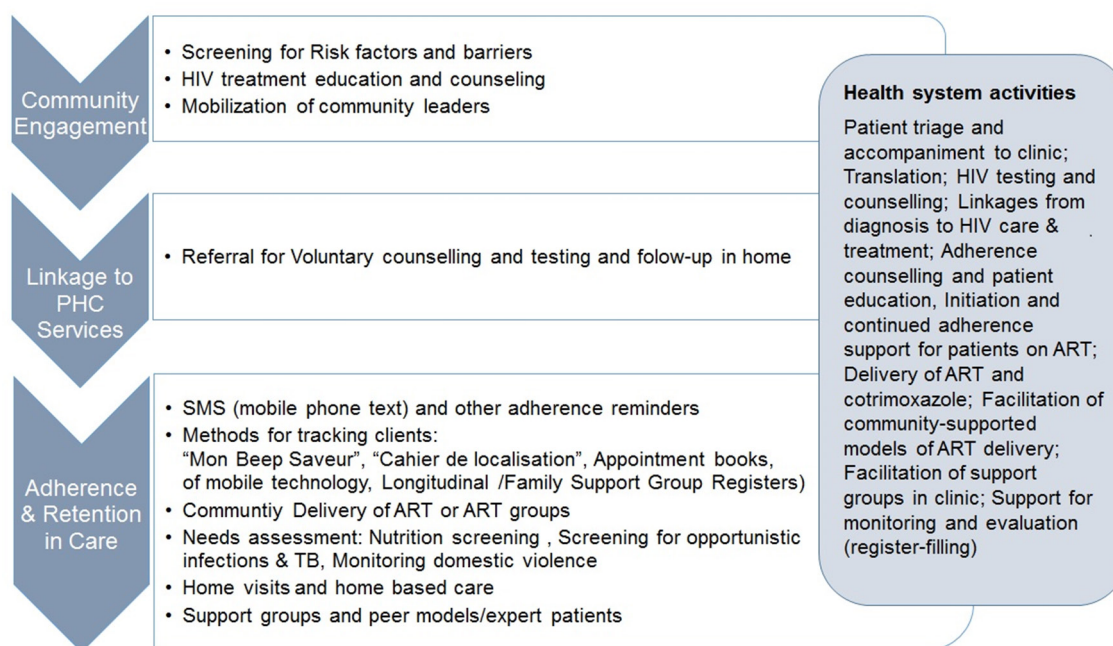 Community
Engagement
• Screening for Risk factors and barriers
• HIV treatment education and counseling
• Mobilization of community leaders
Linkage to
PHC
Services
• Referral for Voluntary counselling and testing and folow-up in home
Adherence
& Retention
in Care
• SMS (mobile phone text) and other adherence reminders
• Methods for tracking clients:
“Mon Beep Saveur”, “Cahier de localisation”, Appointment books,
of mobile technology, Longitudinal /Family Support Group Registers)
• Communtiy Delivery of ART or ART groups
• Needs assessment: Nutrition screening , Screening for opportunistic
infections & TB, Monitoring domestic violence
• Home visits and home based care
• Support groups and peer models/expert patients
Health system activities
Patient triage and
accompaniment to clinic;
Translation; HIV testing and
counselling; Linkages from
diagnosis to HIV care &
treatment; Adherence
counselling and patient
education, Initiation and
continued adherence
support for patients on ART;
Delivery of ART and
cotrimoxazole; Facilitation of
community-supported
models of ART delivery;
Facilitation of support
groups in clinic; Support for
monitoring and evaluation
(register-filling)